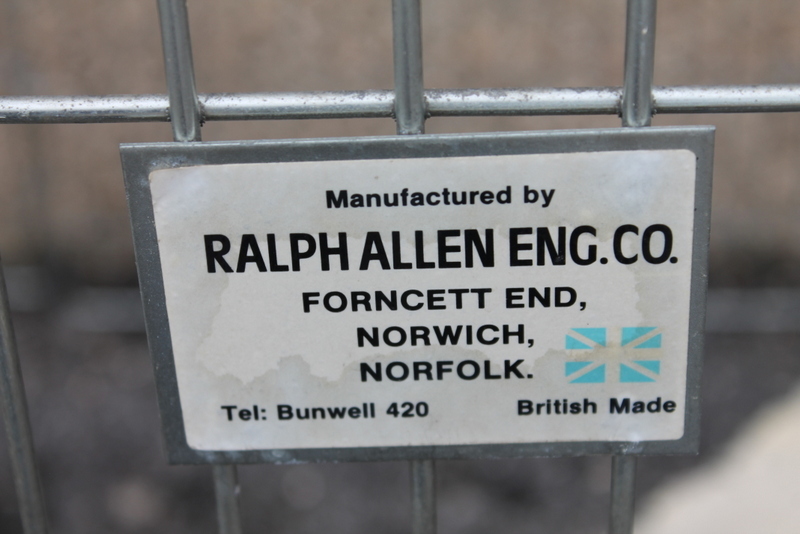 Manufactured by
RALPH ALLEN ENG.CO.
FORNCETT END,
NORWICH,
NORFOLK.
Tel: Bunwell 420 British Made